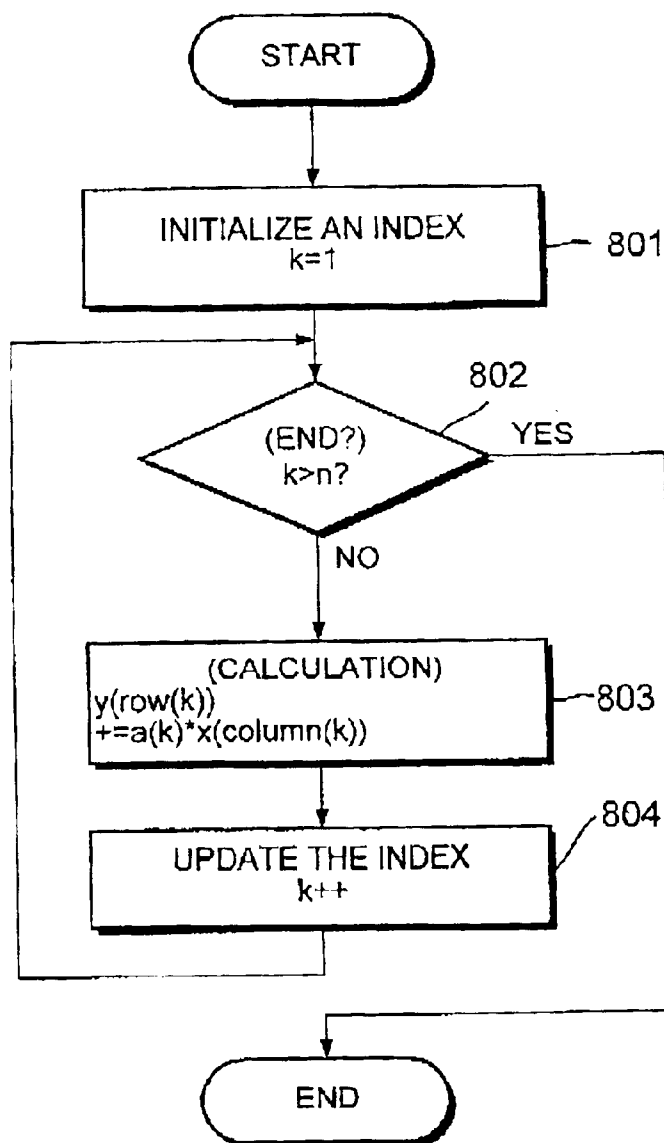 START
INITIALIZE AN INDEX
k=1
801
802
(END?)
k>n?
YES
NO
(CALCULATION)
y(row(k))
+=a(k)*x(column(k))
803
804
UPDATE THE INDEX
k++
END